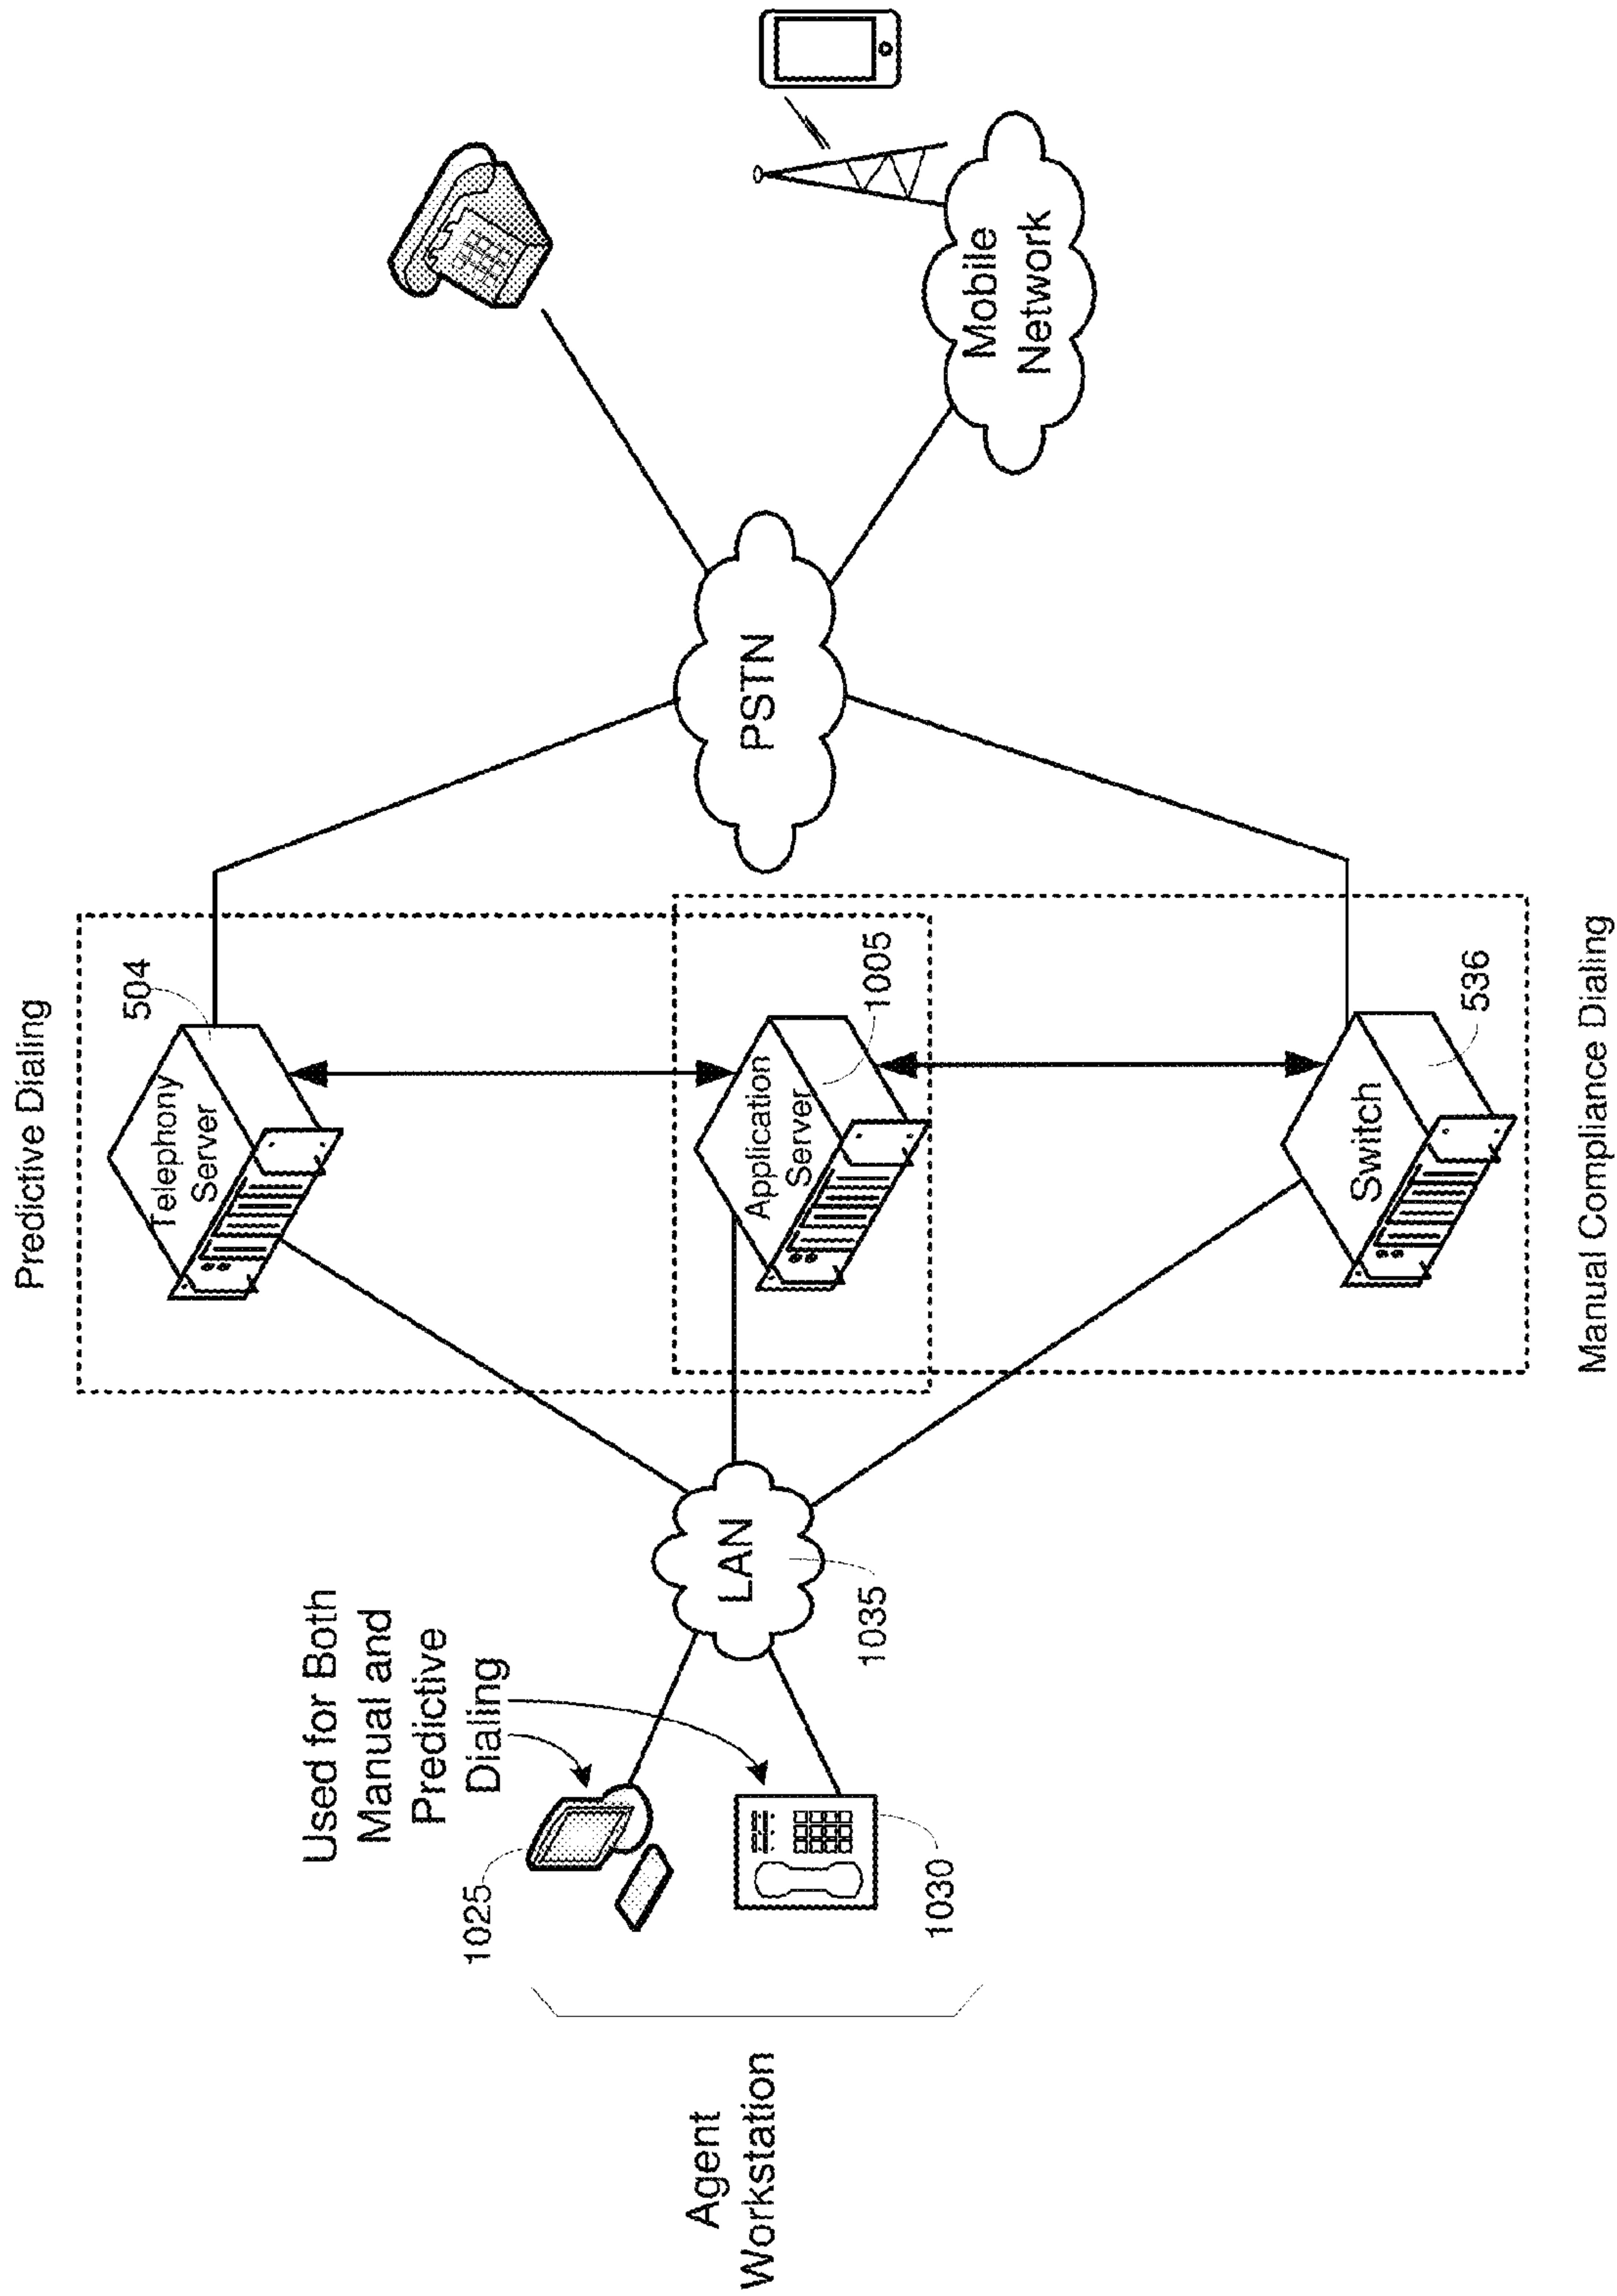 Predictive Dialing
504
Telephony
Server
Used for Both
Manual and
Predictive
Dialing
1025
Agent
Workstation
1030
LAN
1035
Application
Server
1005
PSTN
Mobile
Network
Switch
536
Manual Compliance Dialing